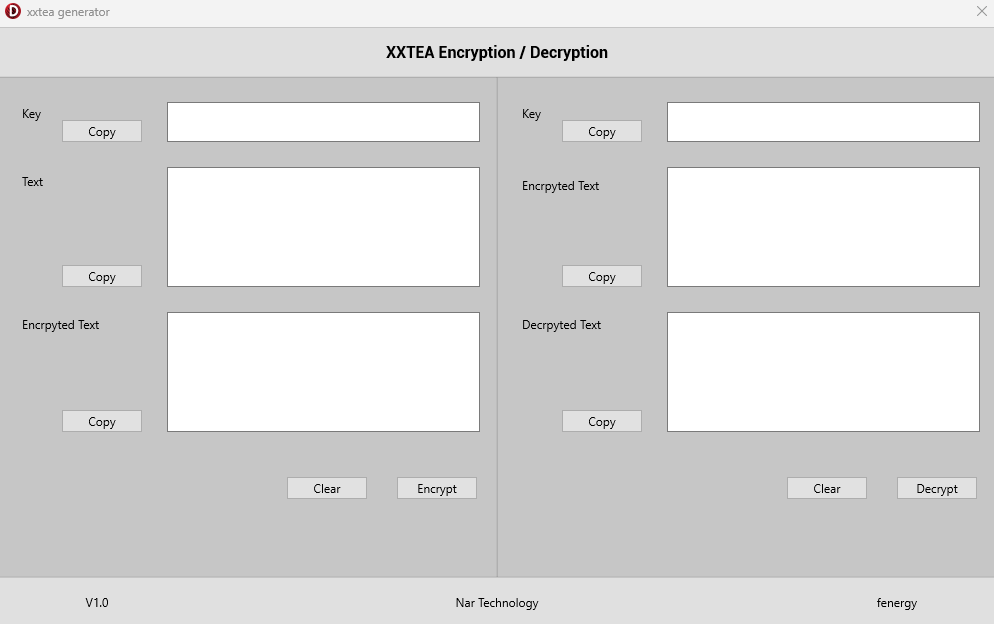 D
xxtea generator
XXTEA Encryption / Decryption
Key
Copy
Text
Copy
Encrpyted Text
Copy
Clear
Encrypt
Key
Copy
Encrpyted Text
Copy
Decrpyted Text
Copy
Clear
Decrypt
V1.0
Nar Technology
fenergy